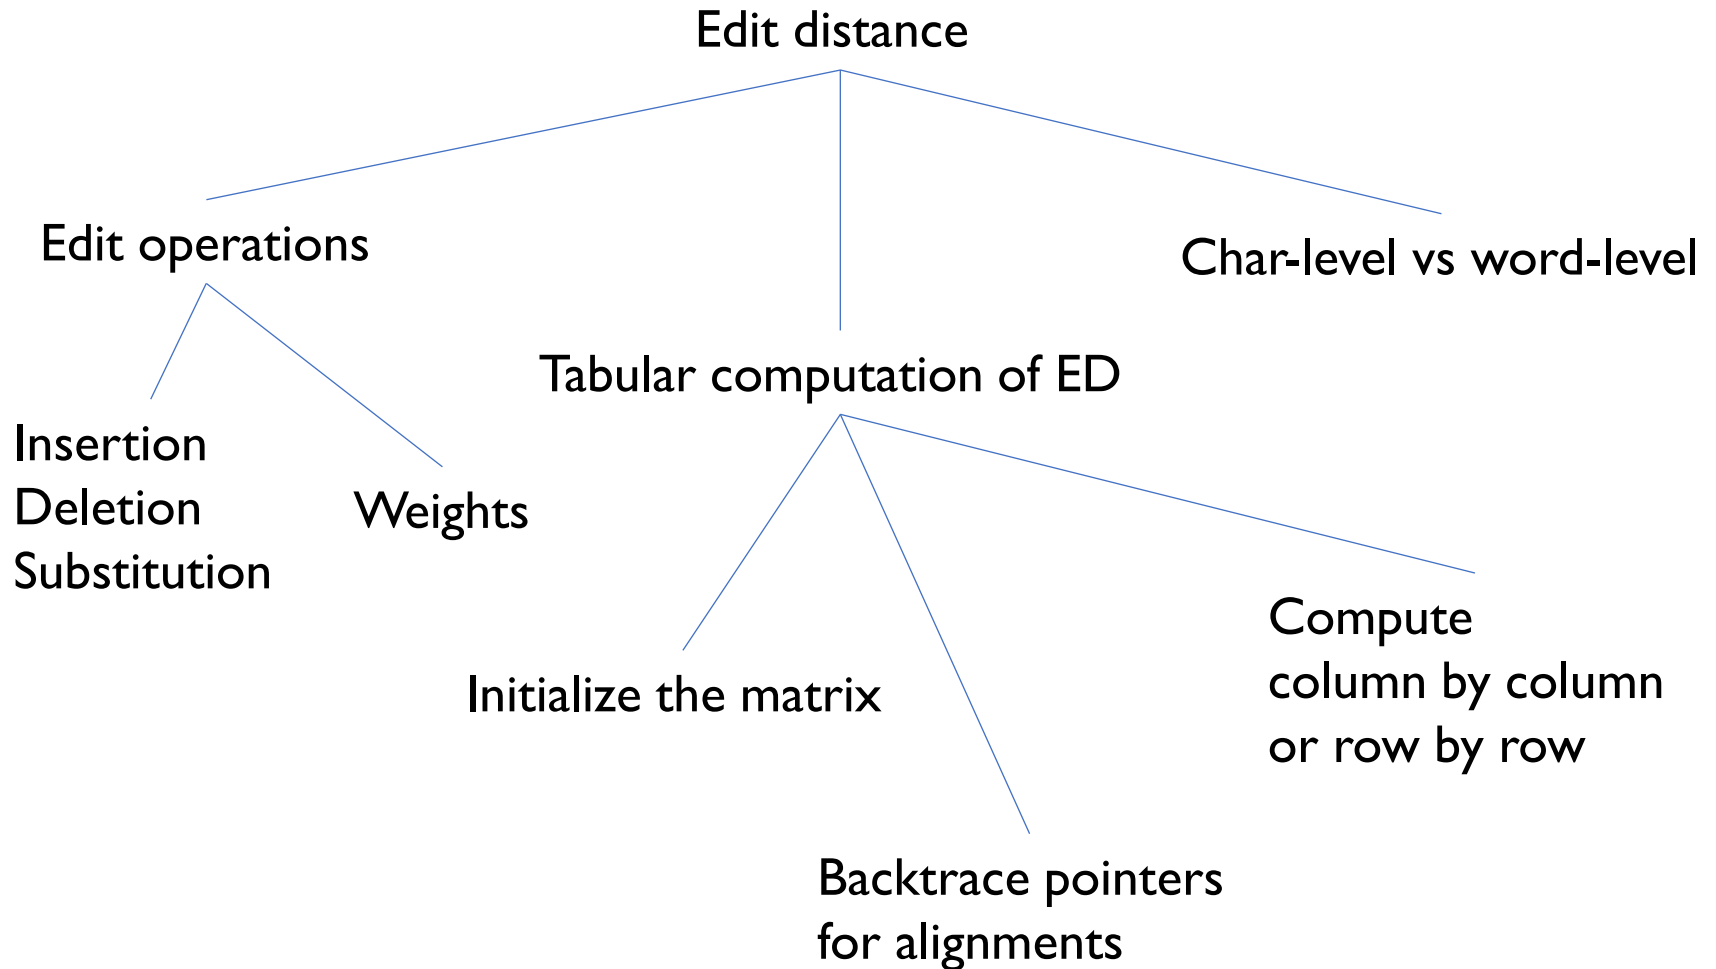 Edit distance
Edit operations
Char-level vs word-level
Tabular computation of ED
Insertion
Deletion
Substitution
Weights
Initialize the matrix
Compute
column by column
or row by row
Backtrace pointers
for alignments